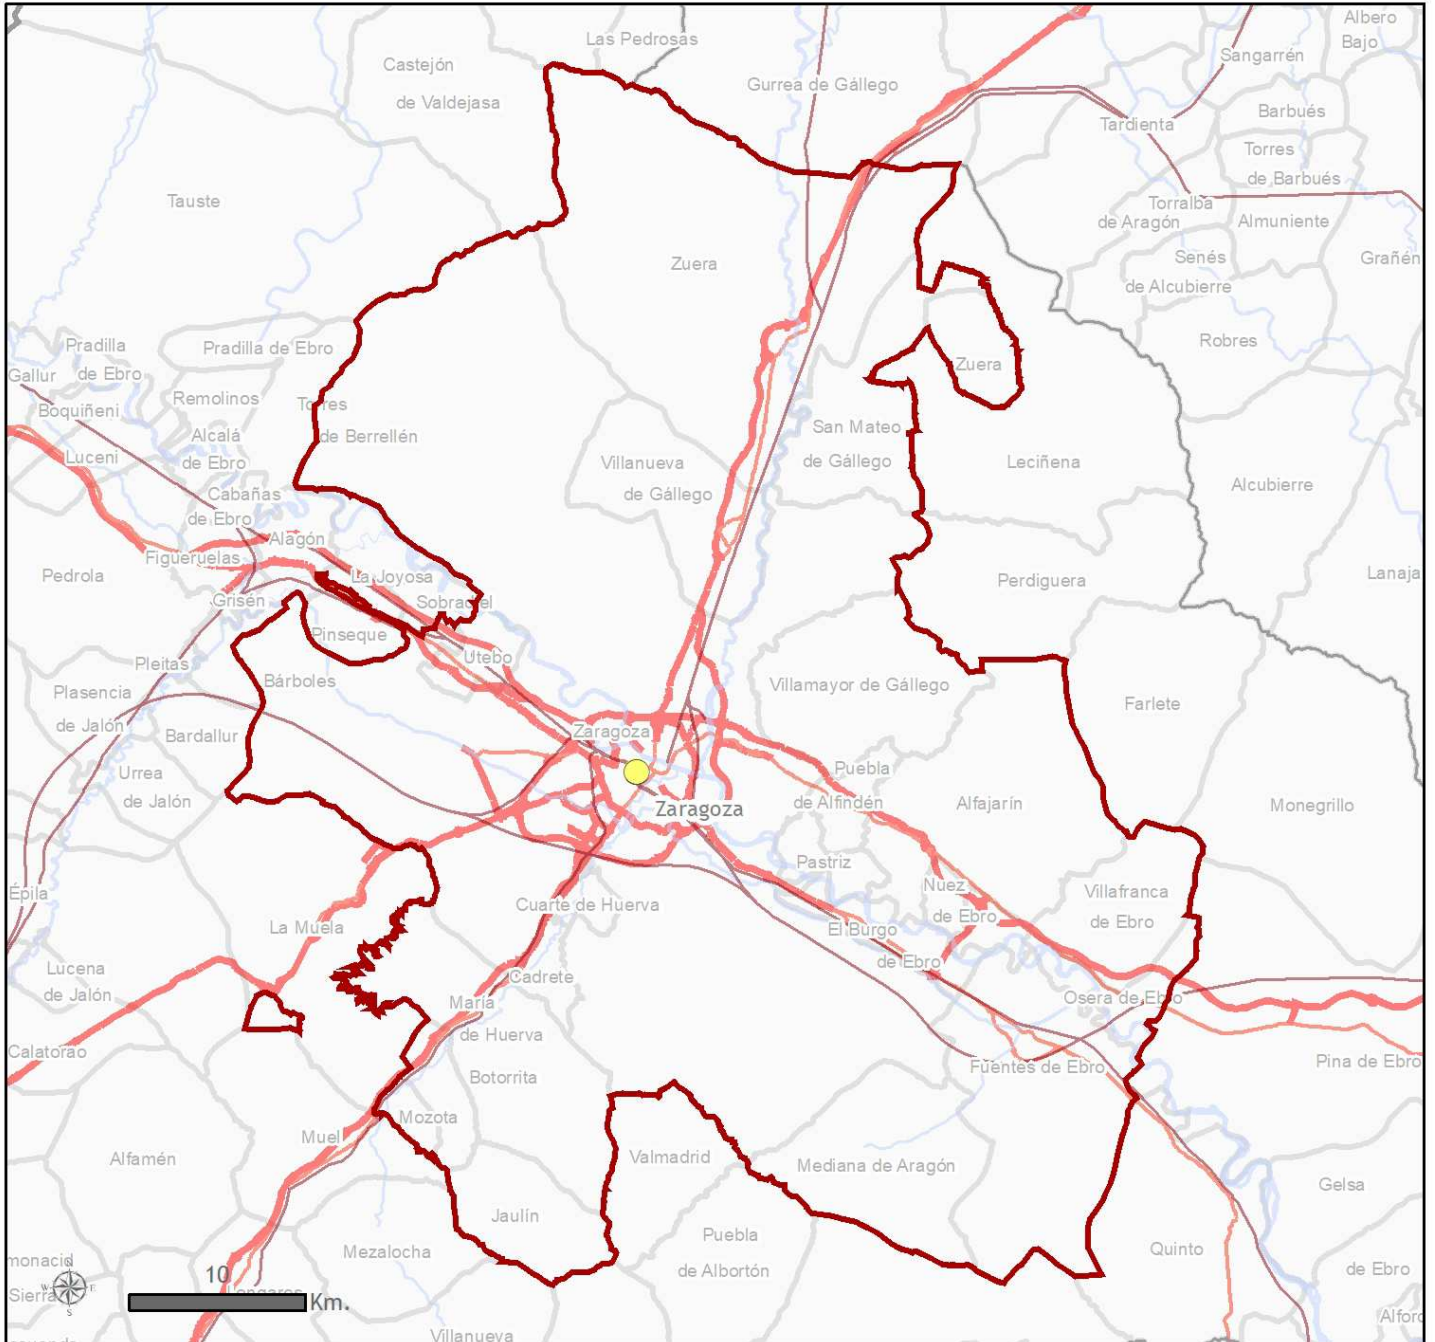 Las Pedrosas
Albero
Bajo
Castejón
de Valdejasa
Gurrea de Gállego
Sangarrén
Barbués
Tardienta
Torres
de Barbués
Tauste
Torralba
de Aragón
Almuniente
Zuera
Senés
de Alcubierre
Grañén
Pradilla
de Ebro
Pradilla de Ebro
Robres
Gallur
Zuera
Remolinos
Torres
de Berrellén
Boquiñeni
San Mateo
de Gállego
Alcalá
de Ebro
Luceni
Villanueva
de Gállego
Leciñena
Alcubierre
Cabañas
de Ebro
Alagón
Figueruelas
Pedrola
La Joyosa
Perdiguera
Lanaja
Grisén
Sobradiel
Pinseque
Utebo
Pleitas
Bárboles
Villamayor de Gállego
Plasencia
de Jalón
Farlete
Bardallur
Zaragoza
Urrea
de Jalón
Puebla
de Alfindén
Zaragoza
Alfajarín
Monegrillo
Pastriz
Épila
Nuez
de Ebro
Villafranca
de Ebro
Cuarte de Huerva
La Muela
El Burgo
de Ebro
Lucena
de Jalón
Cadrete
María
de Huerva
Osera de Ebro
Calatorao
Fuentes de Ebro
Pina de Ebro
Botorrita
Mozota
Muel
Alfamén
Valmadrid
Mediana de Aragón
Gelsa
Jaulín
Mezalocha
Puebla
de Albortón
Quinto
monacid
Sierra
N
W
E
S
10
Km.
Longares
de Ebro
Alforq
Villanueva